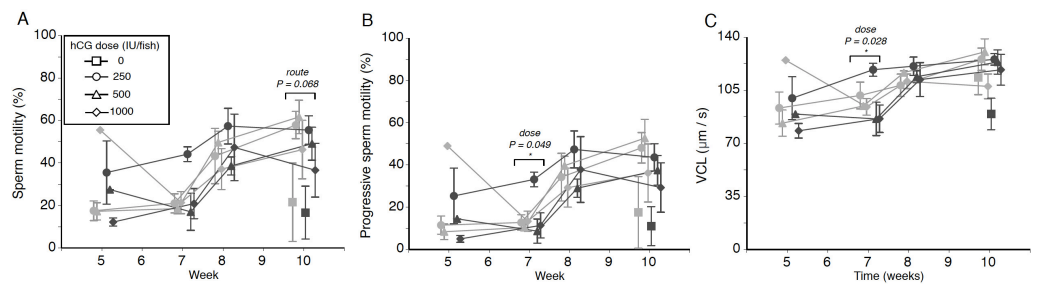 A
Sperm motility (%)
100
80
60
40
20
0
hCG dose (IU/fish)
0
250
500
1000
route
P = 0.068
5
6
7
8
9
10
Week
B
Progressive sperm motility (%)
100
80
60
40
20
0
dose
P = 0.049
*
5
6
7
8
9
10
Week
C
VCL (μm / s)
140
105
70
35
0
dose
P = 0.028
*
5
6
7
8
9
10
Time (weeks)